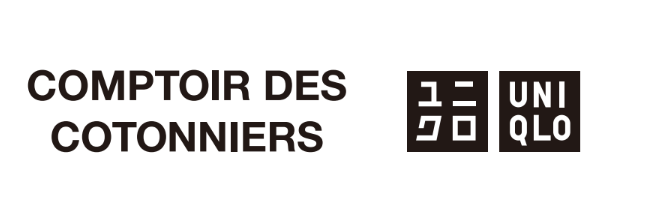 COMPTOIR DES
COTONNIERS
ユニ
クロ
UNI
QLO